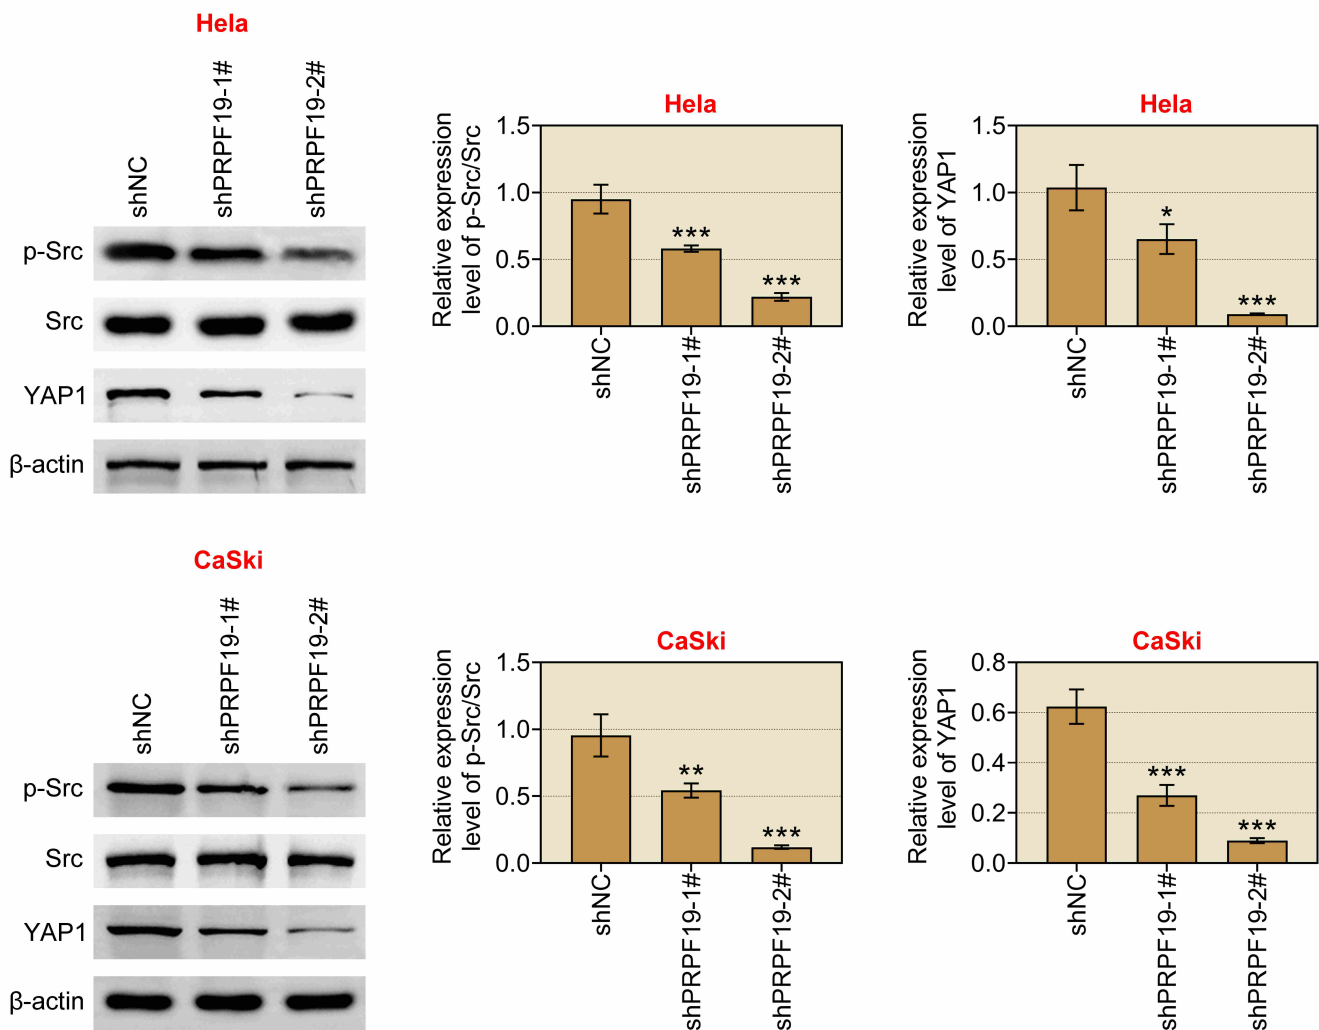 Hela
shNC
shPRPF19-1#
shPRPF19-2#
p-Src
Src
YAP1
β-actin
Hela
Relative expression
level of p-Src/Src
1.5
1.0
0.5
0.0
***
***
shNC
shPRPF19-1#
shPRPF19-2#
Hela
Relative expression
level of YAP1
1.5
1.0
0.5
0.0
*
***
shNC
shPRPF19-1#
shPRPF19-2#
CaSki
shNC
shPRPF19-1#
shPRPF19-2#
p-Src
Src
YAP1
β-actin
CaSki
Relative expression
level of p-Src/Src
1.5
1.0
0.5
0.0
**
***
shNC
shPRPF19-1#
shPRPF19-2#
CaSki
Relative expression
level of YAP1
0.8
0.6
0.4
0.2
0.0
***
***
shNC
shPRPF19-1#
shPRPF19-2#